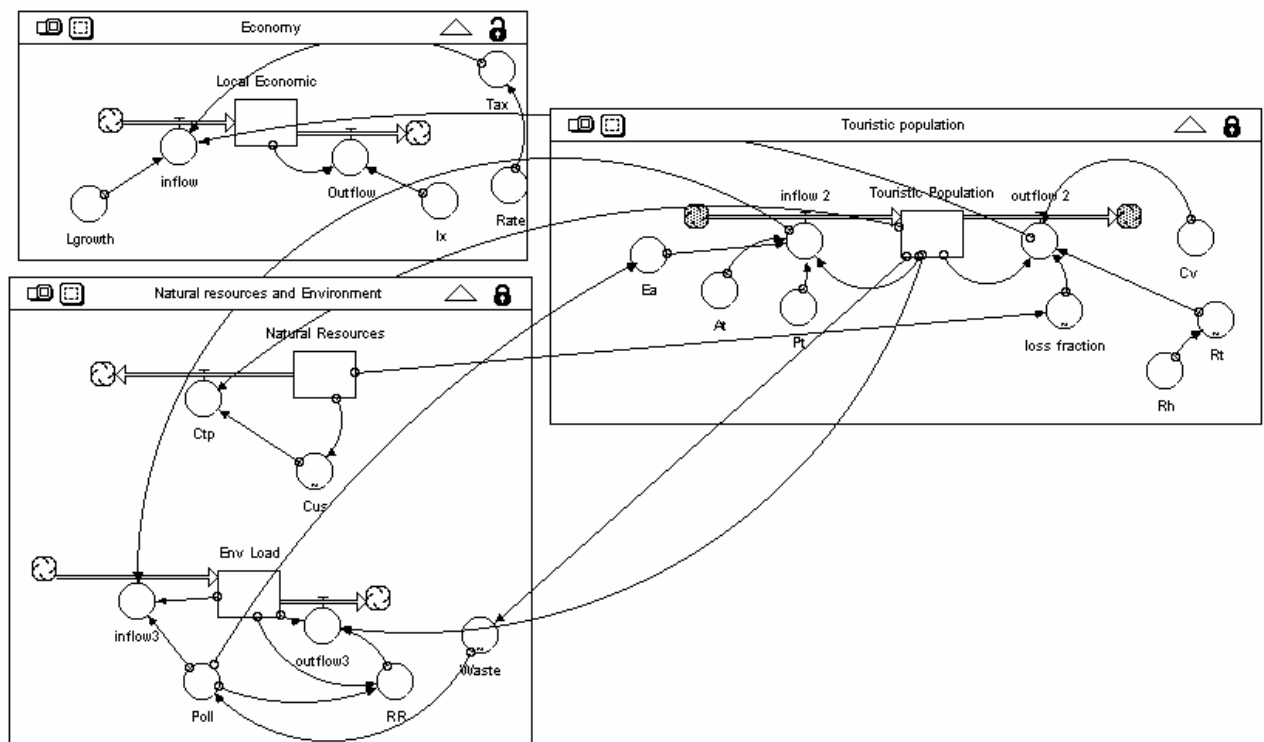 Economy
Local Economic
Tax
inflow
Outflow
Lgrowth
Ix
Rate
Touristic population
inflow 2
Touristic Population
outflow 2
Ea
At
Pt
Cv
loss fraction
Rt
Rh
Natural resources and Environment
Natural Resources
Ctp
Cus
Env Load
inflow3
outflow3
Waste
Poll
RR